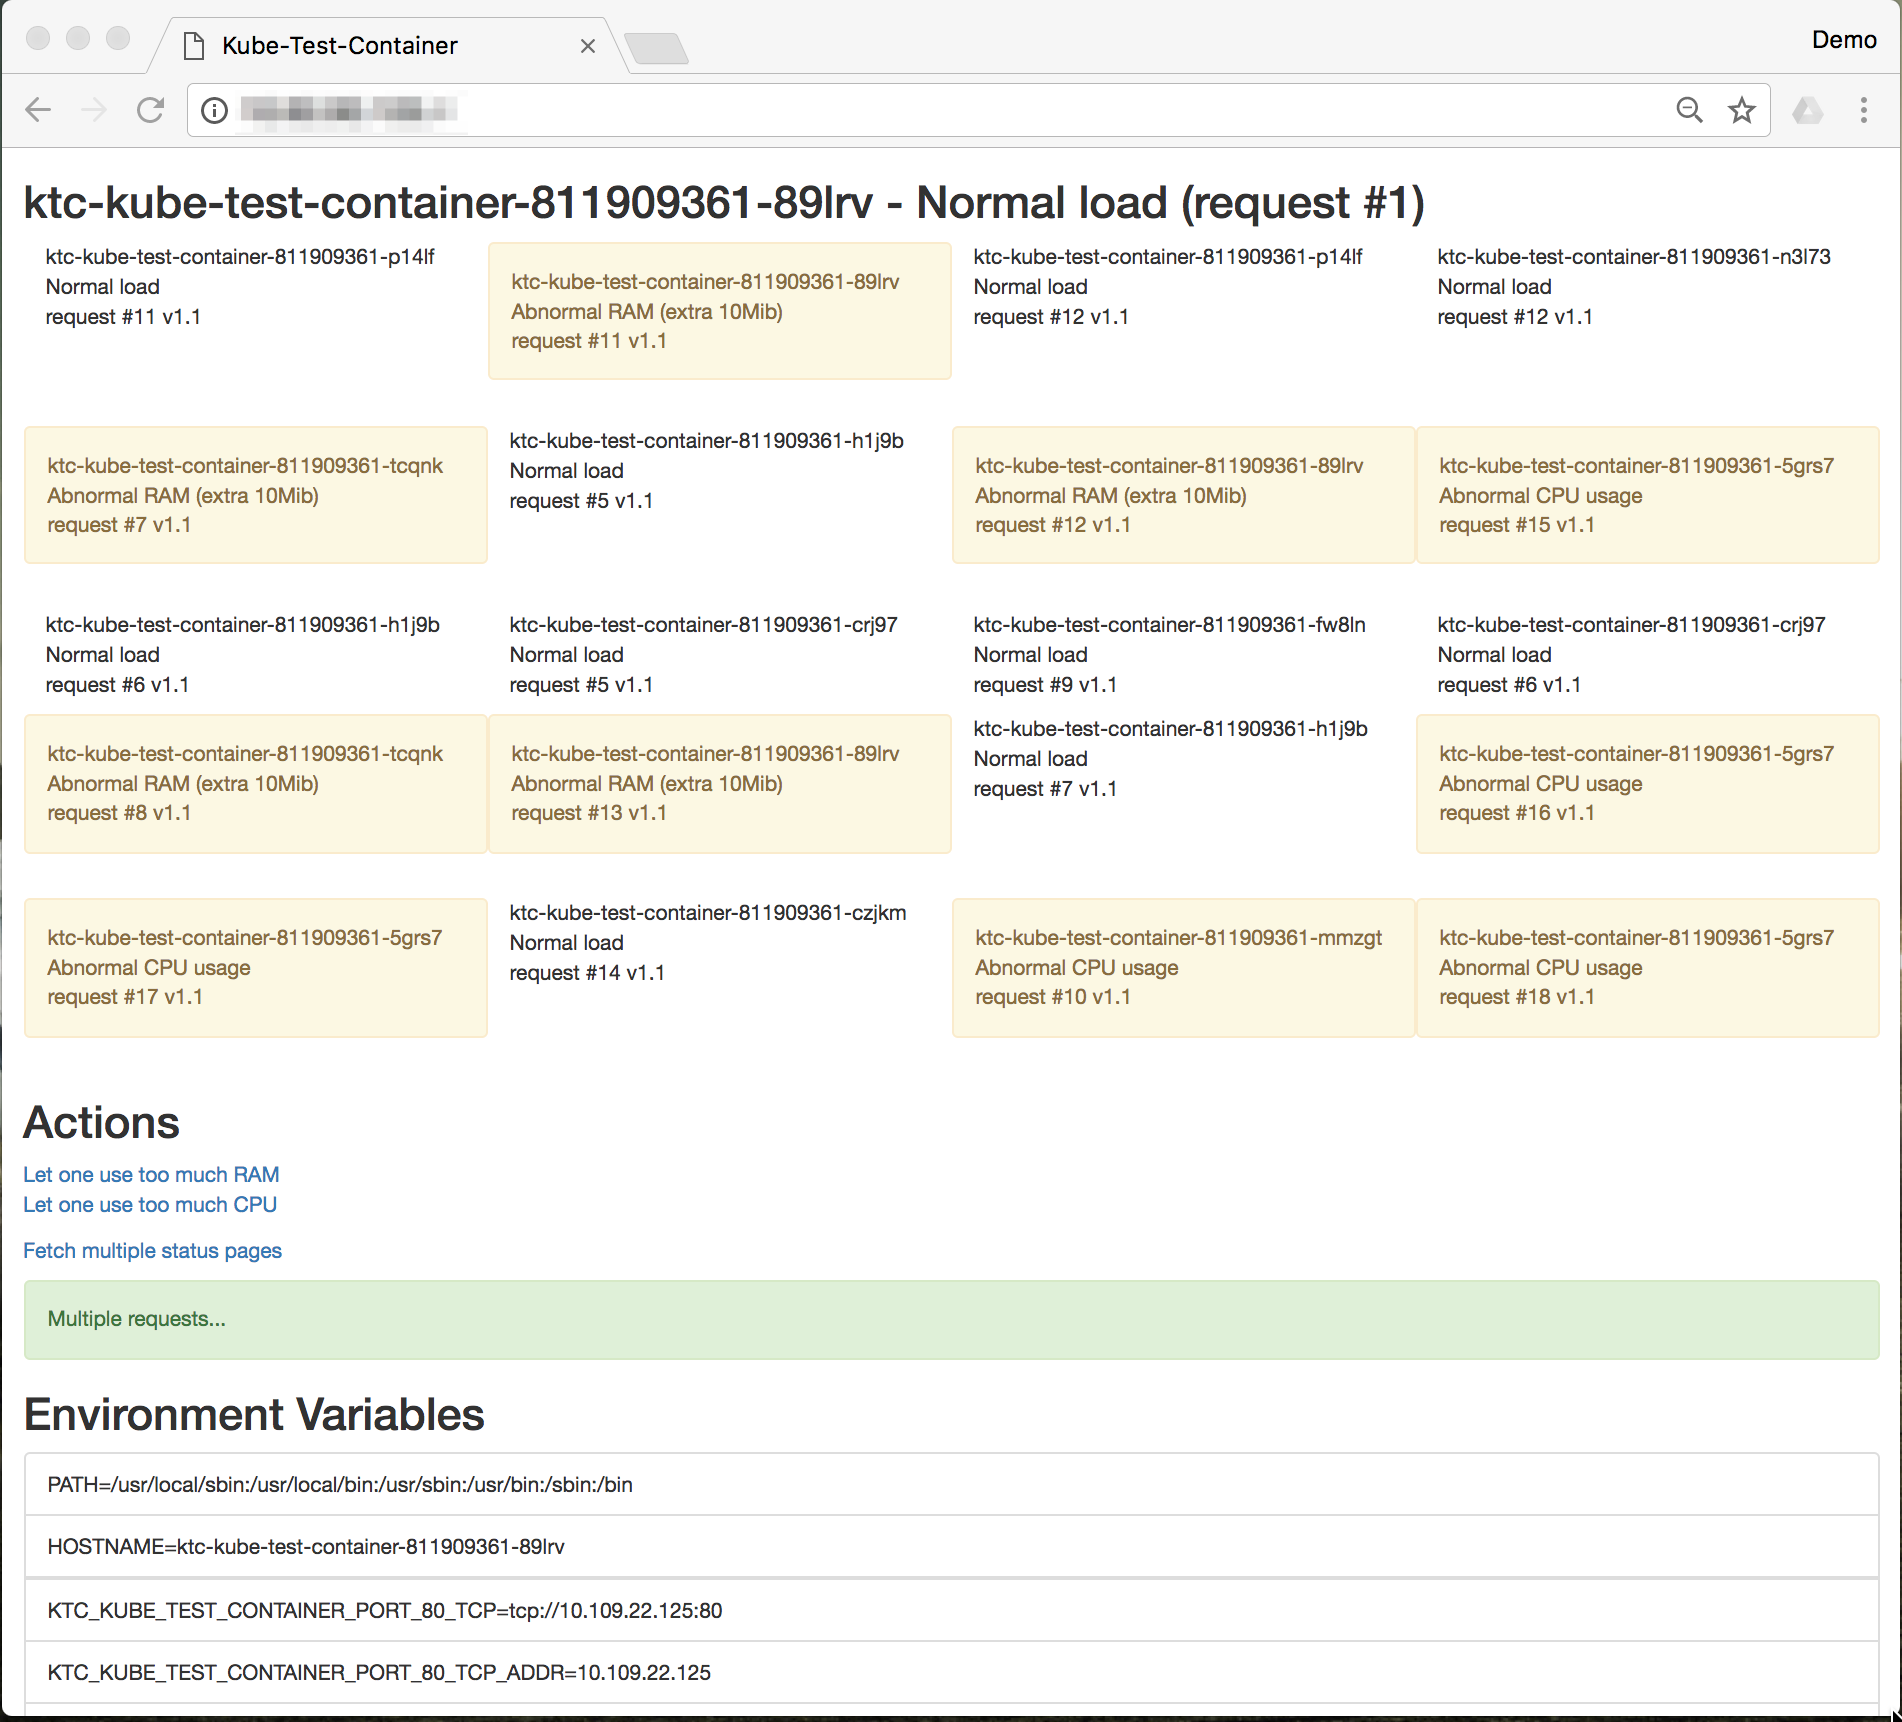 Kube-Test-Container
Demo
ktc-kube-test-container-811909361-89lrv - Normal load (request #1)
ktc-kube-test-container-811909361-p14lf
Normal load
request #11 v1.1
ktc-kube-test-container-811909361-89lrv
Abnormal RAM (extra 10Mib)
request #11 v1.1
ktc-kube-test-container-811909361-p14lf
Normal load
request #12 v1.1
ktc-kube-test-container-811909361-n3l73
Normal load
request #12 v1.1
ktc-kube-test-container-811909361-tcqnk
Abnormal RAM (extra 10Mib)
request #7 v1.1
ktc-kube-test-container-811909361-h1j9b
Normal load
request #5 v1.1
ktc-kube-test-container-811909361-89lrv
Abnormal RAM (extra 10Mib)
request #12 v1.1
ktc-kube-test-container-811909361-5grs7
Abnormal CPU usage
request #15 v1.1
ktc-kube-test-container-811909361-h1j9b
Normal load
request #6 v1.1
ktc-kube-test-container-811909361-crj97
Normal load
request #5 v1.1
ktc-kube-test-container-811909361-fw8ln
Normal load
request #9 v1.1
ktc-kube-test-container-811909361-crj97
Normal load
request #6 v1.1
ktc-kube-test-container-811909361-tcqnk
Abnormal RAM (extra 10Mib)
request #8 v1.1
ktc-kube-test-container-811909361-89lrv
Abnormal RAM (extra 10Mib)
request #13 v1.1
ktc-kube-test-container-811909361-h1j9b
Normal load
request #7 v1.1
ktc-kube-test-container-811909361-5grs7
Abnormal CPU usage
request #16 v1.1
ktc-kube-test-container-811909361-5grs7
Abnormal CPU usage
request #17 v1.1
ktc-kube-test-container-811909361-czjkm
Normal load
request #14 v1.1
ktc-kube-test-container-811909361-mmzgt
Abnormal CPU usage
request #10 v1.1
ktc-kube-test-container-811909361-5grs7
Abnormal CPU usage
request #18 v1.1
Actions
Let one use too much RAM
Let one use too much CPU
Fetch multiple status pages
Multiple requests...
Environment Variables
PATH=/usr/local/sbin:/usr/local/bin:/usr/sbin:/usr/bin:/sbin:/bin
HOSTNAME=ktc-kube-test-container-811909361-89lrv
KTC_KUBE_TEST_CONTAINER_PORT_80_TCP=tcp://10.109.22.125:80
KTC_KUBE_TEST_CONTAINER_PORT_80_TCP_ADDR=10.109.22.125